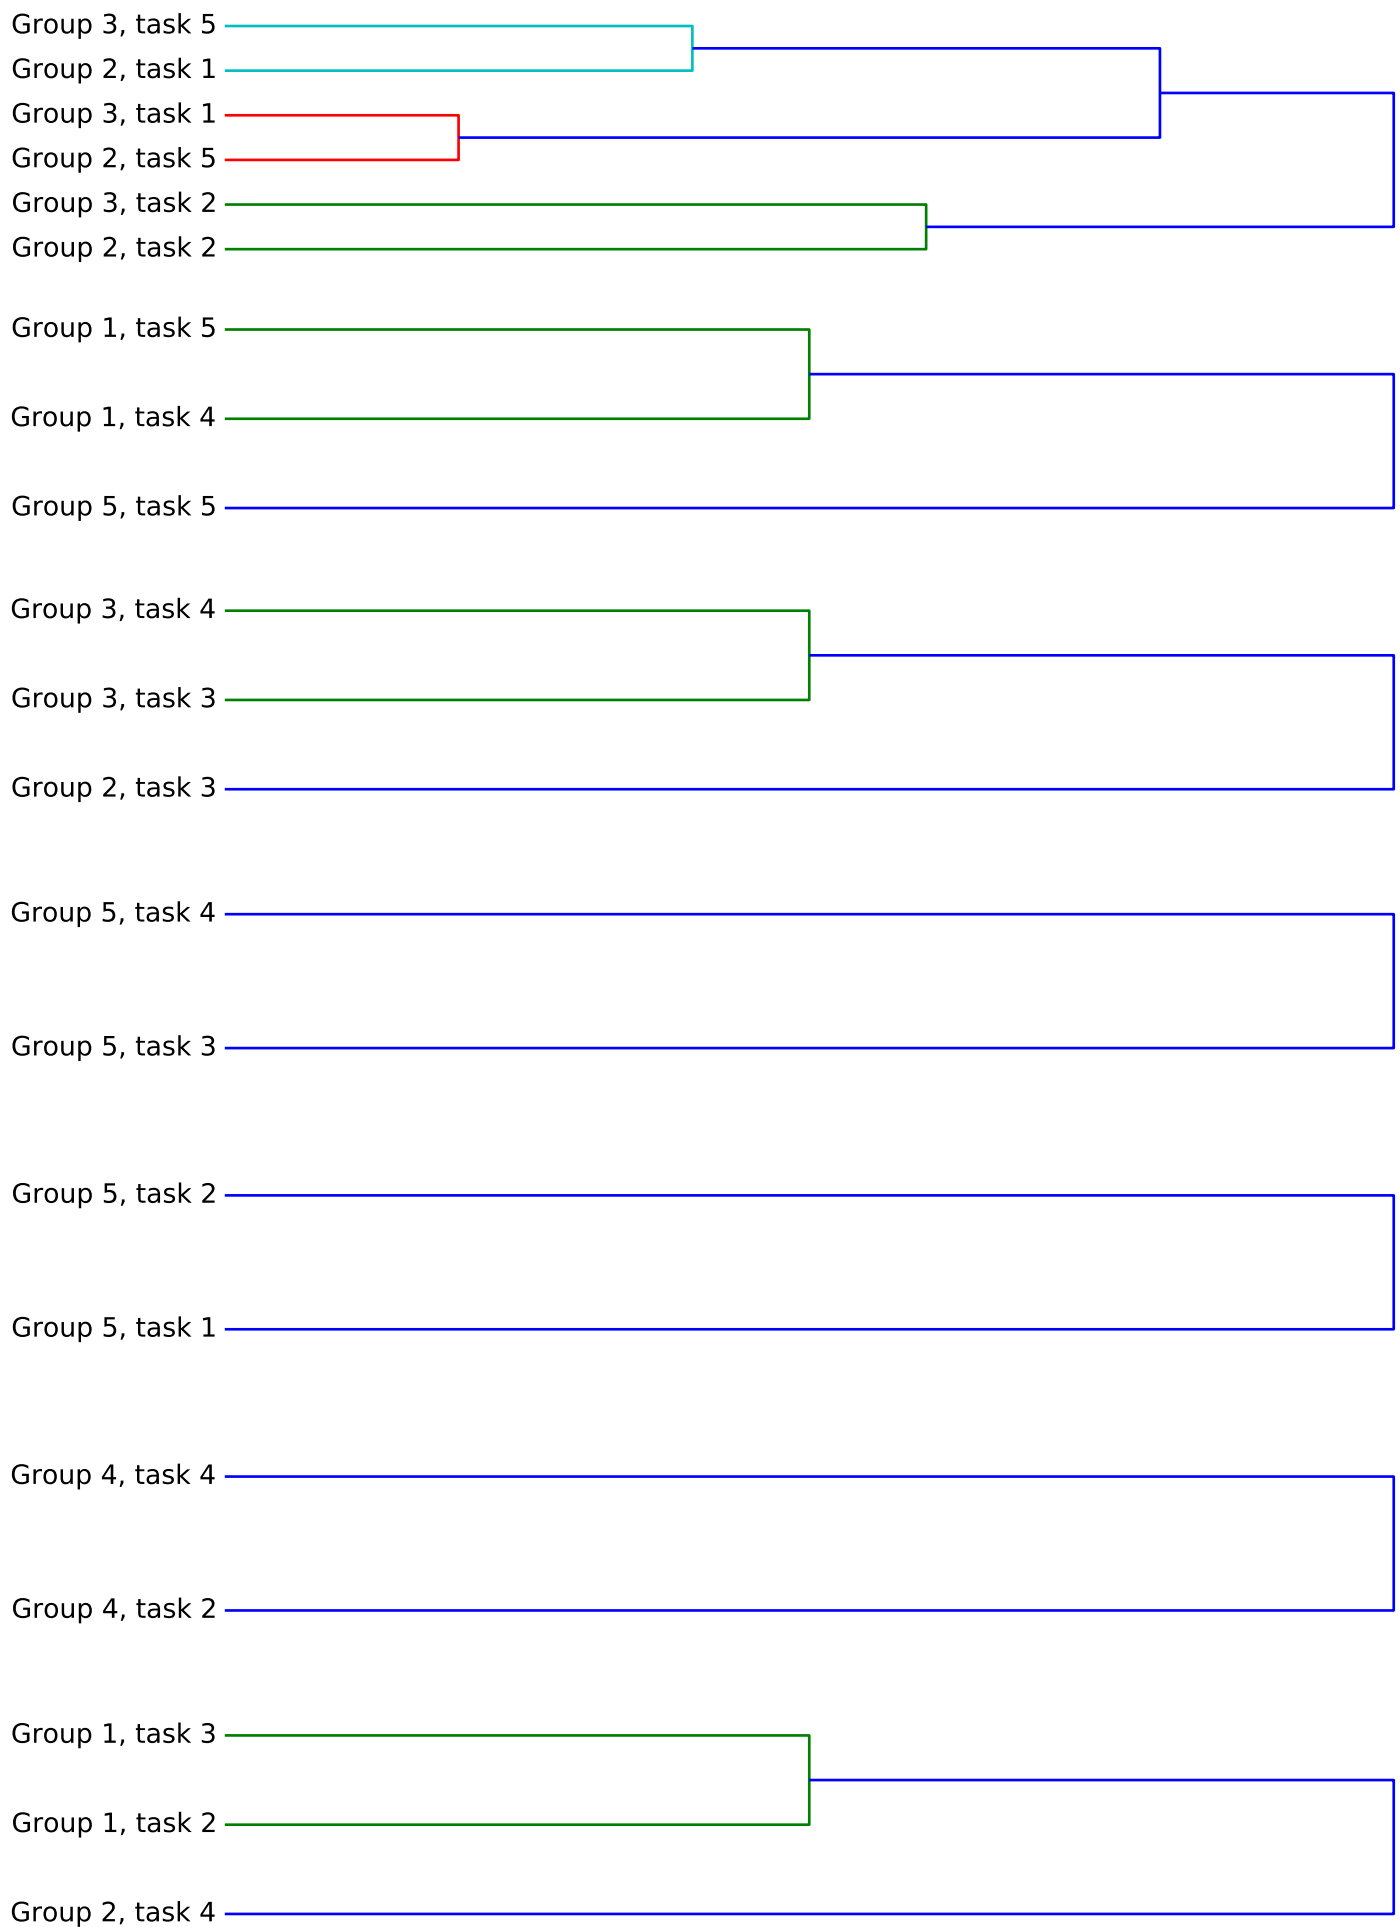 Group 3, task 5
Group 2, task 1
Group 3, task 1
Group 2, task 5
Group 3, task 2
Group 2, task 2
Group 1, task 5
Group 1, task 4
Group 5, task 5
Group 3, task 4
Group 3, task 3
Group 2, task 3
Group 5, task 4
Group 5, task 3
Group 5, task 2
Group 5, task 1
Group 4, task 4
Group 4, task 2
Group 1, task 3
Group 1, task 2
Group 2, task 4